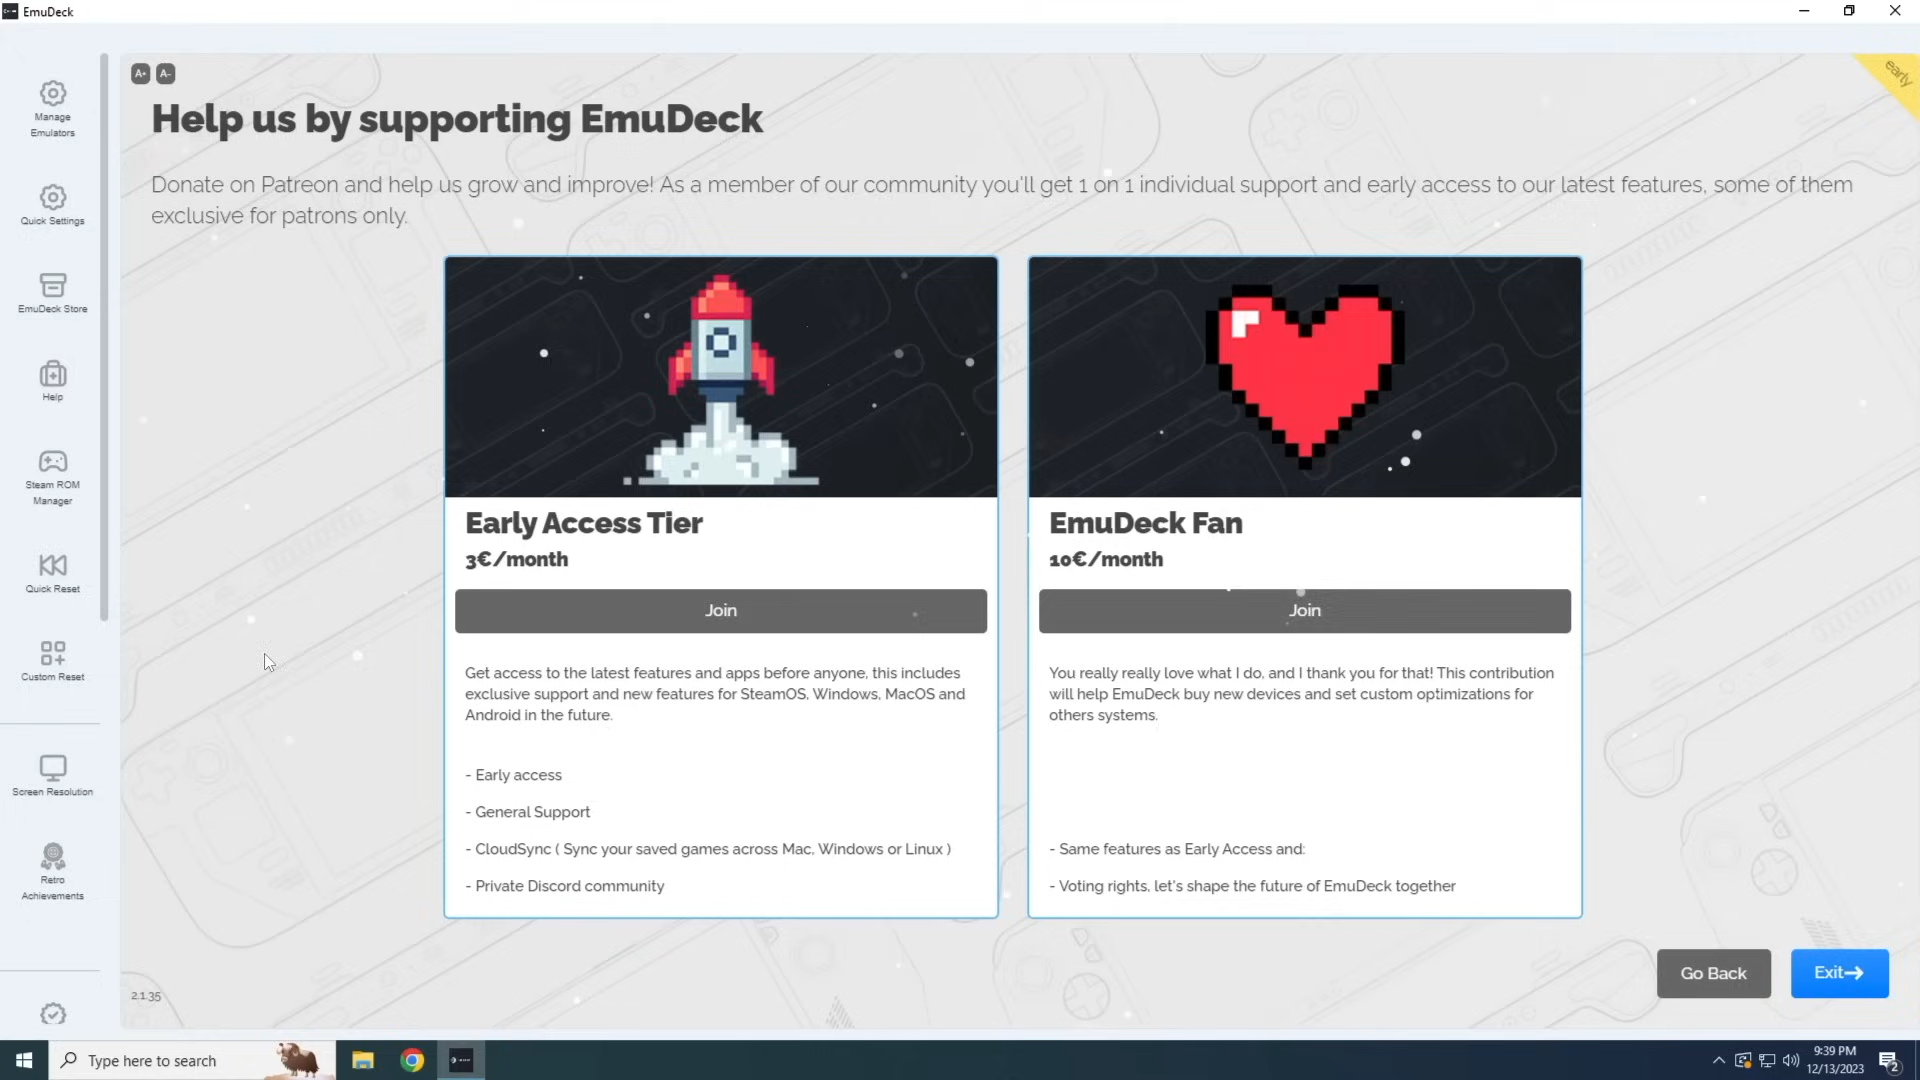 EmuDeck
A+ A-
early
Help us by supporting EmuDeck
Donate on Patreon and help us grow and improve! As a member of our community you'll get 1 on 1 individual support and early access to our latest features, some of them
exclusive for patrons only.
Manage
Emulators
Quick Settings
EmuDeck Store
Help
Steam ROM
Manager
Quick Reset
Custom Reset
Screen Resolution
Retro
Achievements
Early Access Tier
3€/month
Join
Get access to the latest features and apps before anyone, this includes
exclusive support and new features for SteamOS, Windows, MacOS and
Android in the future.
- Early access
- General Support
- CloudSync ( Sync your saved games across Mac, Windows or Linux )
- Private Discord community
EmuDeck Fan
10€/month
Join
You really really love what I do, and I thank you for that! This contribution
will help EmuDeck buy new devices and set custom optimizations for
others systems.
- Same features as Early Access and:
- Voting rights, let's shape the future of EmuDeck together
Go Back
Exit
2.1.35
Type here to search
9:39 PM
12/13/2023
2